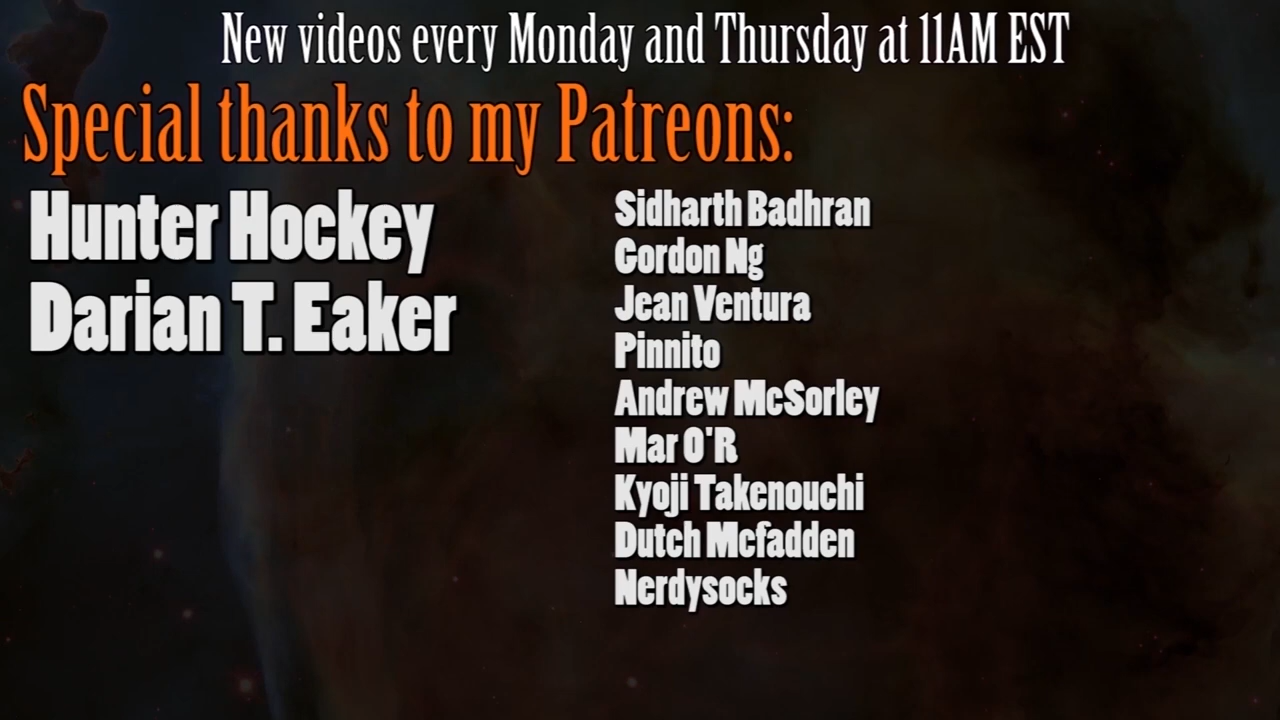 New videos every Monday and Thursday at 11AM EST
Special thanks to my Patreons:
Hunter Hockey
Darian T. Eaker
Sidharth Badhran
Gordon Ng
Jean Ventura
Pinnito
Andrew McSorley
Mar O'R
Kyoji Takenouchi
Dutch Mcfadden
Nerdysocks